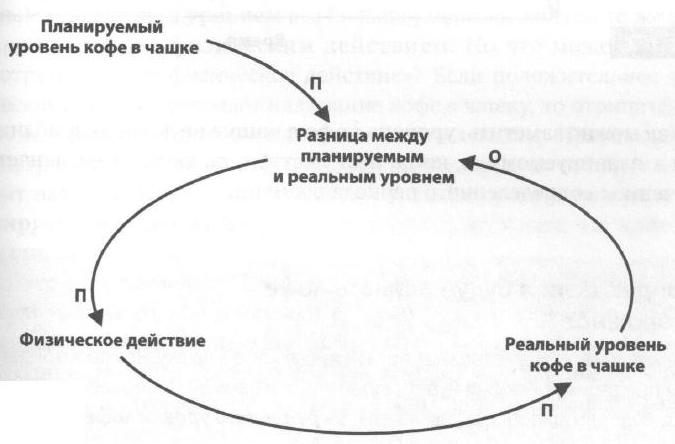 Планируемый
уровень кофе в чашке
П
Разница между
планируемым
и реальным уровнем
О
П
Физическое действие
Реальный уровень
кофе в чашке
П